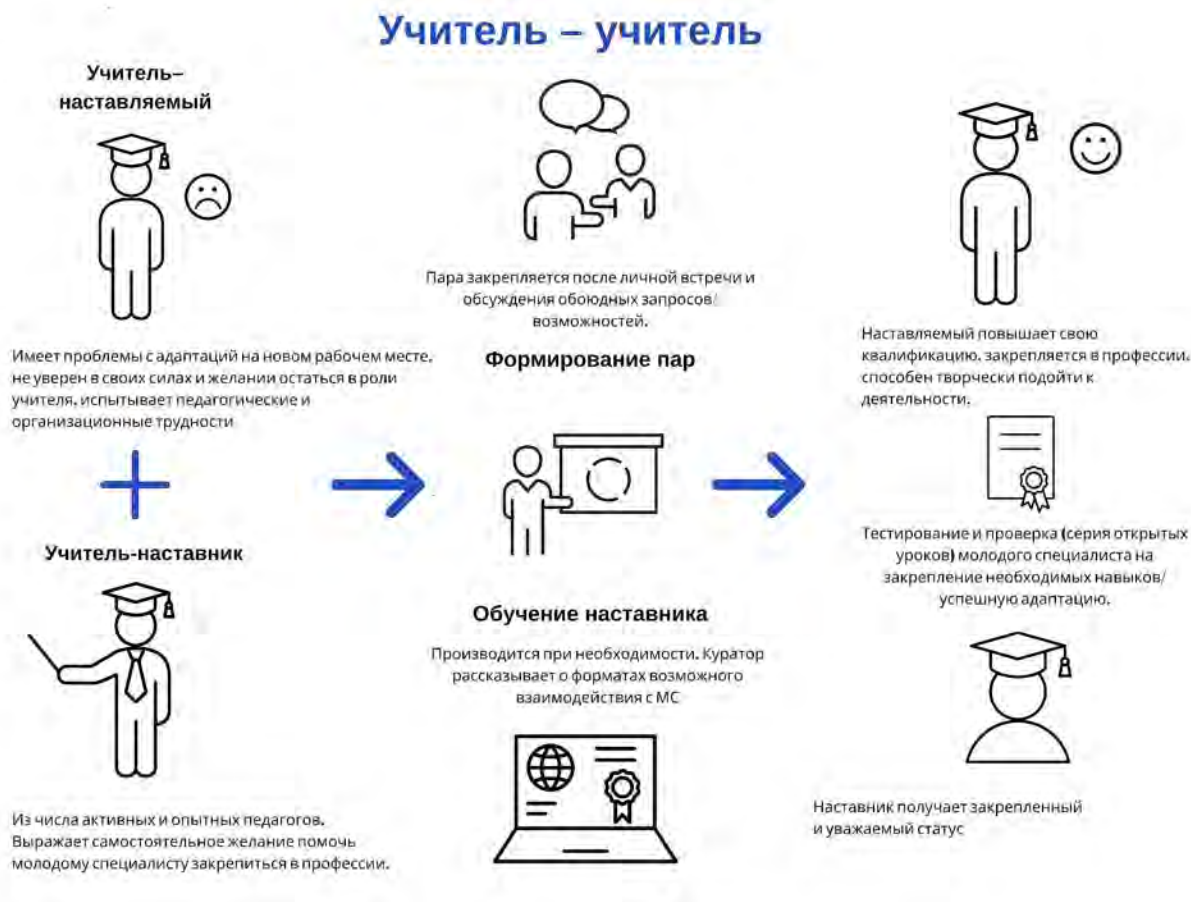 Учитель – учитель
Учитель–
наставляемый
Имеет проблемы с адаптаций на новом рабочем месте,
не уверен в своих силах и желании остаться в роли
учителя, испытывает педагогические и
организационные трудности
Учитель-наставник
Из числа активных и опытных педагогов.
Выражает самостоятельное желание помочь
молодому специалисту закрепиться в профессии.
Пара закрепляется после личной встречи и
обсуждения обоюдных запросов/
возможностей.
Формирование пар
Обучение наставника
Производится при необходимости. Куратор
рассказывает о форматах возможного
взаимодействия с МС
Наставляемый повышает свою
квалификацию, закрепляется в профессии,
способен творчески подойти к
деятельности.
Тестирование и проверка (серия открытых
уроков) молодого специалиста на
закрепление необходимых навыков/
успешную адаптацию.
Наставник получает закрепленный
и уважаемый статус